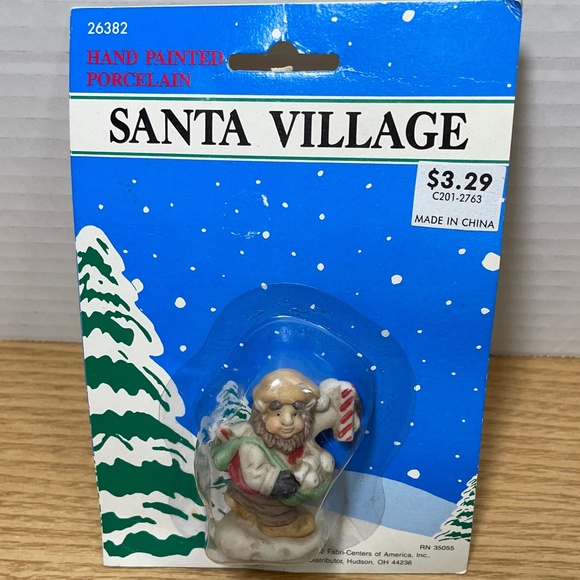 26382
HAND PAINTED
PORCELAIN
SANTA VILLAGE
$3.29
C201-2763
MADE IN CHINA
RN 35055
Fabri-Centers of America, Inc.,
Distributor, Hudson, OH 44236